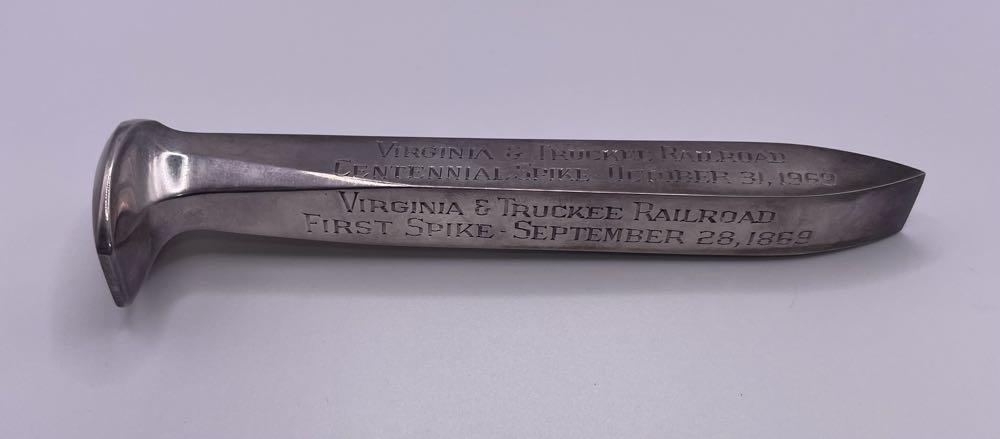 VIRGINIA & TRUCKEE RAILROAD
CENTENNIAL SPIKE OCTOBER 31, 1969
VIRGINIA & TRUCKEE RAILROAD
FIRST SPIKE - SEPTEMBER 28, 1869